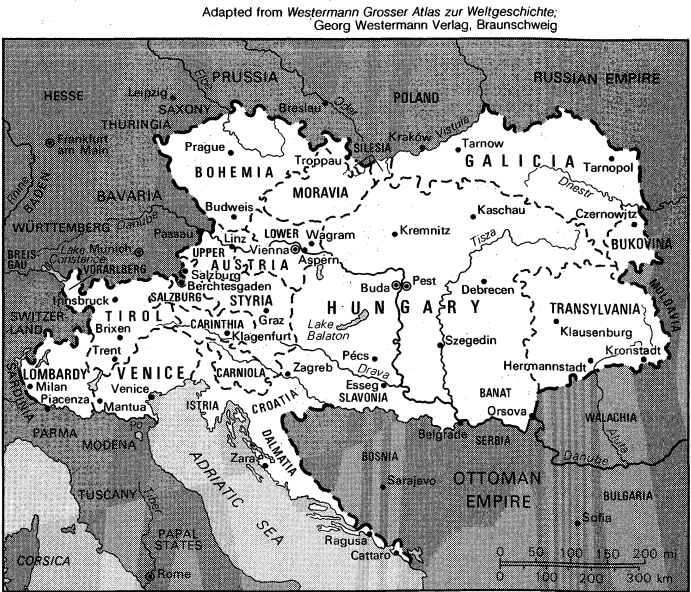 Adapted from Westermann Grosser Atlas zur Weltgeschichte;
Georg Westermann Verlag, Braunschweig
PRUSSIA
RUSSIAN EMPIRE
HESSE
Leipzig
Elbe
SAXONY
Breslau
Oder
POLAND
THURINGIA
Frankfurt
am Main
Prague
BOHEMIA
Troppau
SILESIA
Kraków
Vistula
Tarnow
GALICIA
Tarnopol
Rhine
BADEN
BAVARIA
MORAVIA
Dniestr
WÜRTTEMBERG
Danube
Passau
Budweis
Kaschau
Czernowitz
BUKOVINA
BREIS-
GAU
Lake
Constance
Munich
Linz
LOWER
Wagram
Kremnitz
Tisza
Vienna
Aspern
UPPER
AUSTRIA
VORARLBERG
Salzburg
Berchtesgaden
MOLDAVIA
Innsbruck
SALZBURG
STYRIA
Buda
Pest
Debrecen
SWITZER-
LAND
TIROL
Graz
HUNGARY
TRANSYLVANIA
Brixen
CARINTHIA
Klagenfurt
Lake
Balaton
Szegedin
Klausenburg
Trent
Kronstadt
LOMBARDY
Milan
VENICE
CARNIOLA
Zagreb
Pécs
Drava
Hermannstadt
SARDINIA
Piacenza
Mantua
Venice
Esseg
SLAVONIA
BANAT
Orsova
ISTRIA
CROATIA
WALACHIA
PARMA
Po
MODENA
DALMATIA
Belgrade
SERBIA
Aluta
Zara
BOSNIA
Danube
ADRIATIC SEA
Sarajevo
OTTOMAN
EMPIRE
TUSCANY
Tiber
BULGARIA
Sofia
PAPAL
STATES
Ragusa
CORSICA
Cattaro
Rome
0 50 100 150 200 mi
0 100 200 300 km